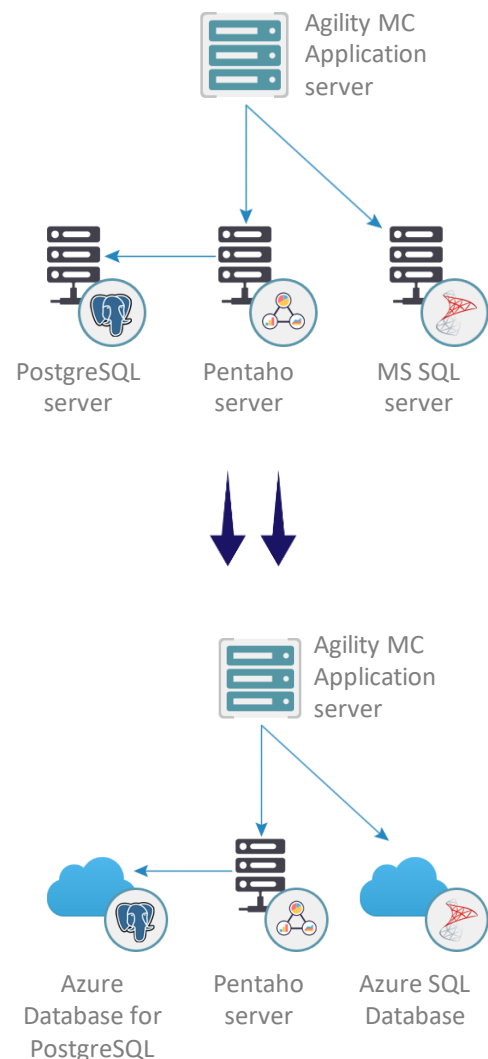 Agility MC
Application
server
PostgreSQL
server
Pentaho
server
MS SQL
server
Agility MC
Application
server
Azure
Database for
PostgreSQL
Pentaho
server
Azure SQL
Database